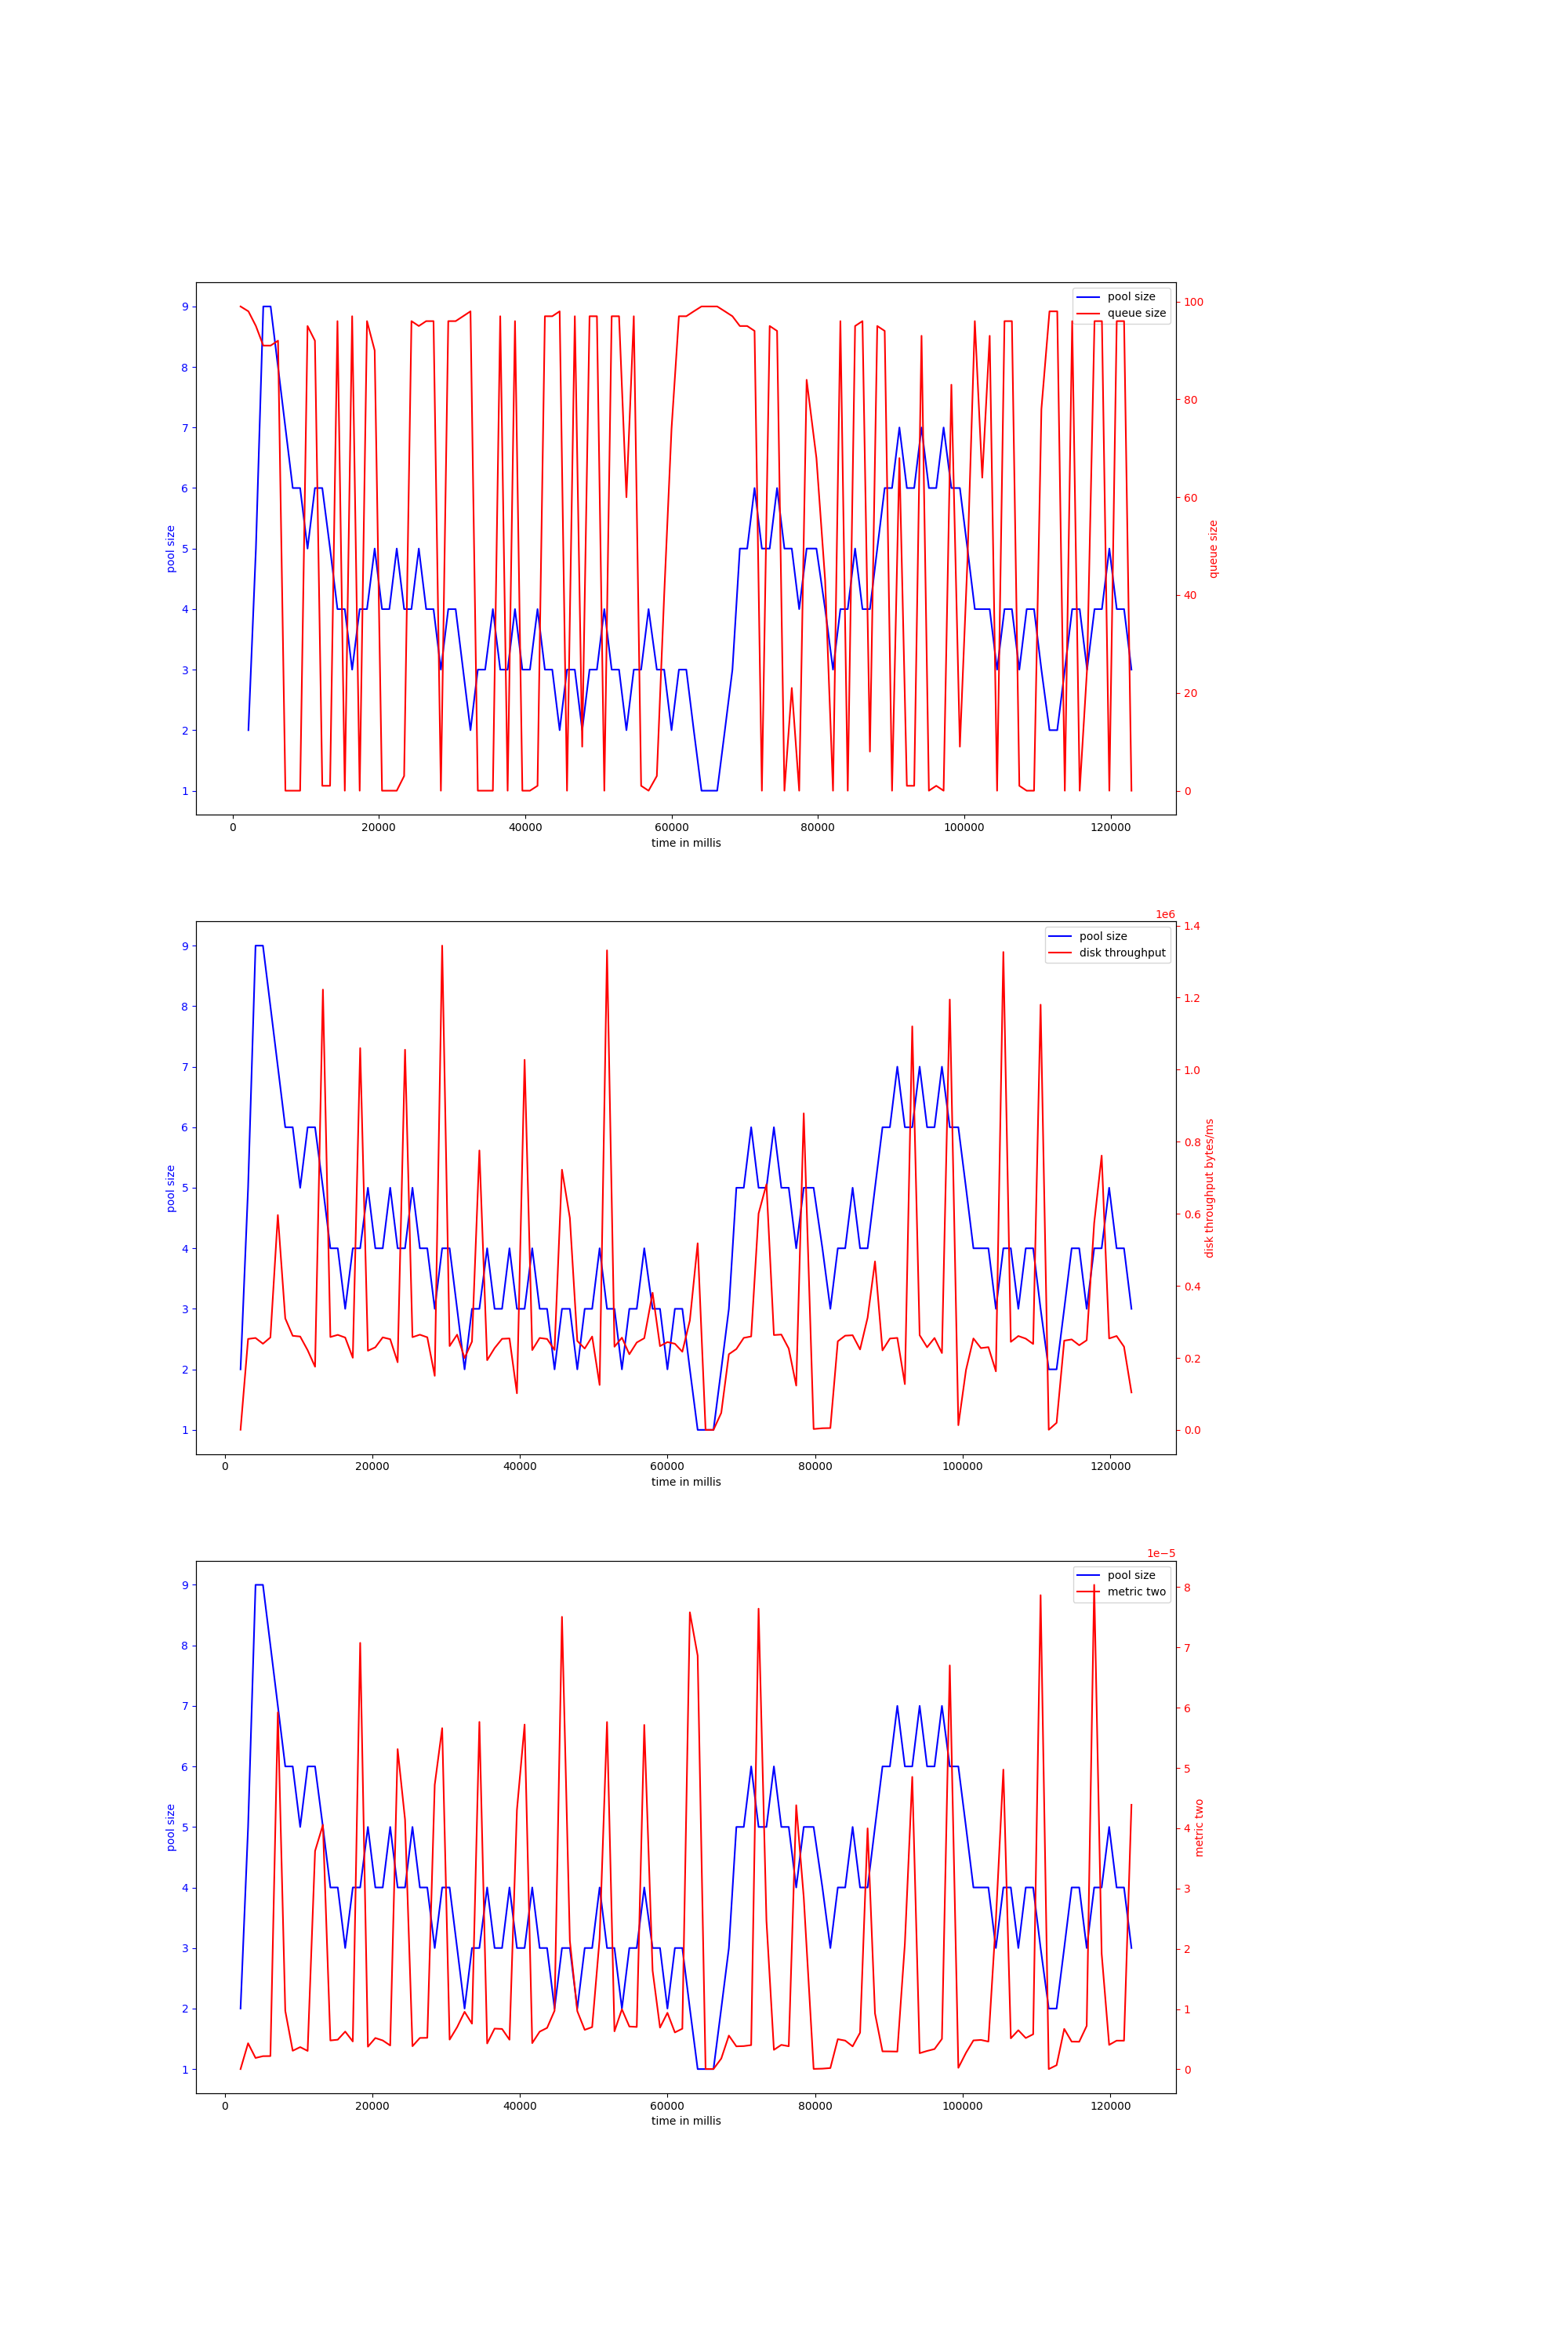 pool size
queue size
9
8
7
6
5
4
3
2
1
pool size
100
80
60
40
20
0
queue size
0 20000 40000 60000 80000 100000 120000
time in millis
1e6
pool size
disk throughput
9
8
7
6
5
4
3
2
1
pool size
1.4
1.2
1.0
0.8
0.6
0.4
0.2
0.0
disk throughput bytes/ms
0 20000 40000 60000 80000 100000 120000
time in millis
1e−5
pool size
metric two
9
8
7
6
5
4
3
2
1
pool size
8
7
6
5
4
3
2
1
0
metric two
0 20000 40000 60000 80000 100000 120000
time in millis